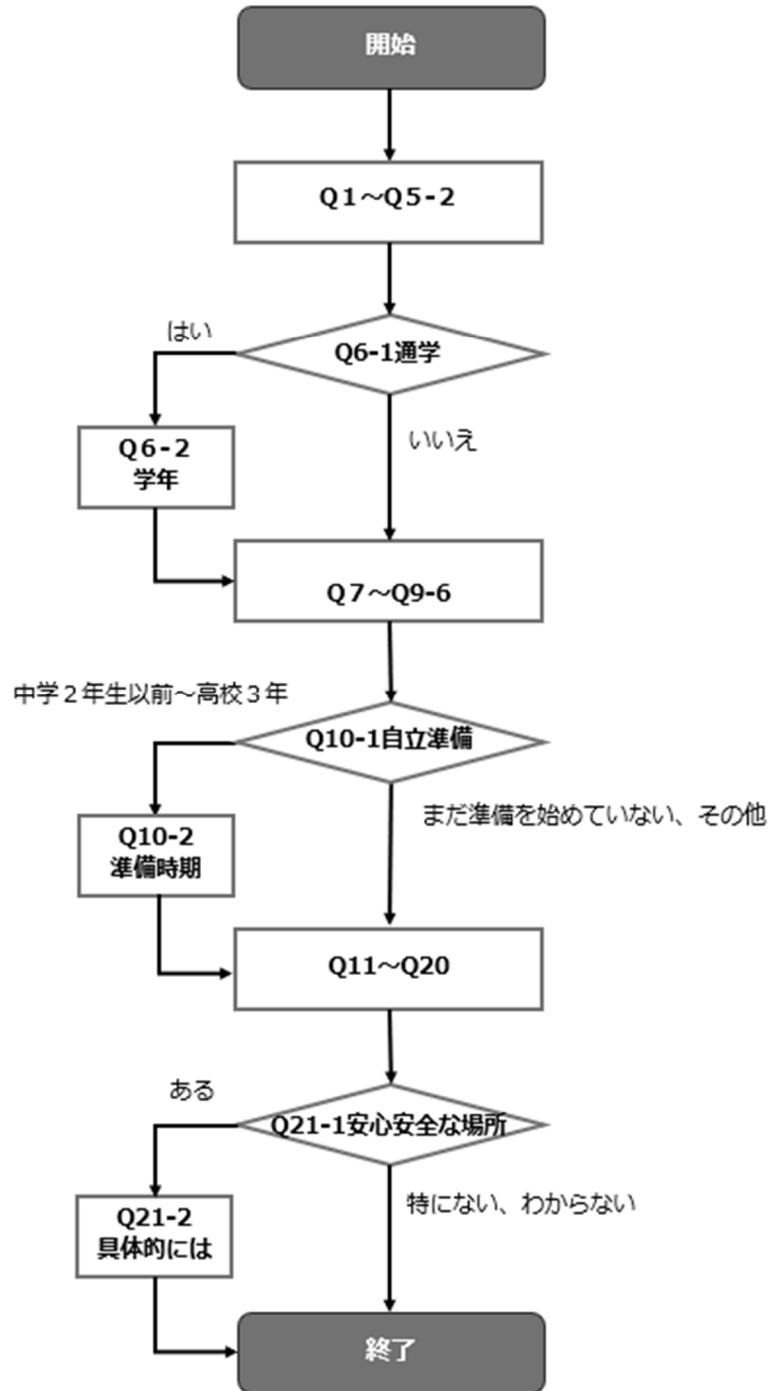 開始
Q1～Q5-2
Q6-1通学
はい
いいえ
Q6-2
学年
Q7～Q9-6
中学２年生以前～高校３年
Q10-1自立準備
まだ準備を始めていない、その他
Q10-2
準備時期
Q11～Q20
ある
Q21-1安心安全な場所
特にない、わからない
Q21-2
具体的には
終了